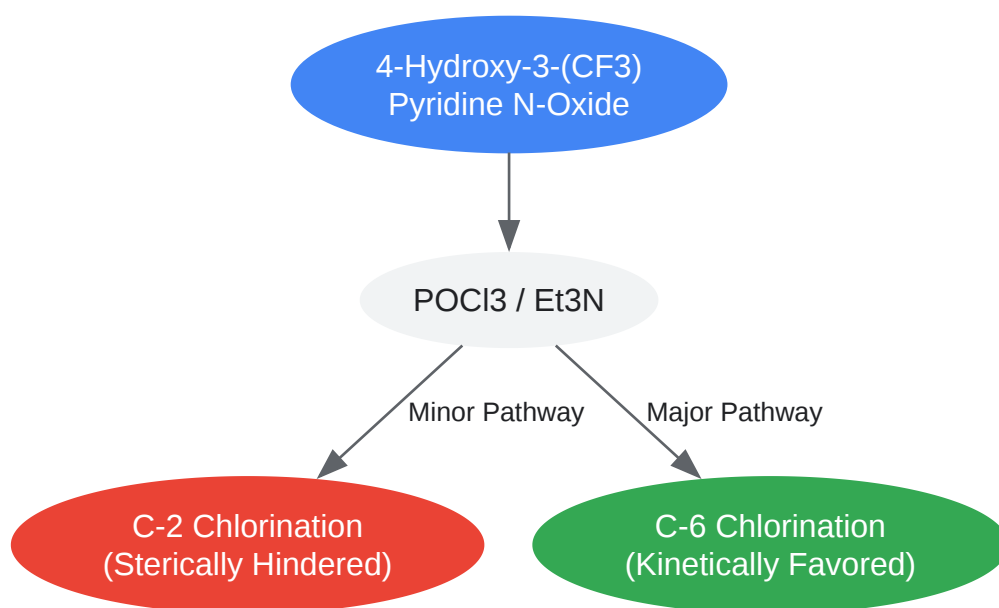 4-Hydroxy-3-(CF3)
Pyridine N-Oxide
POCl3 / Et3N
Minor Pathway
Major Pathway
C-2 Chlorination
(Sterically Hindered)
C-6 Chlorination
(Kinetically Favored)